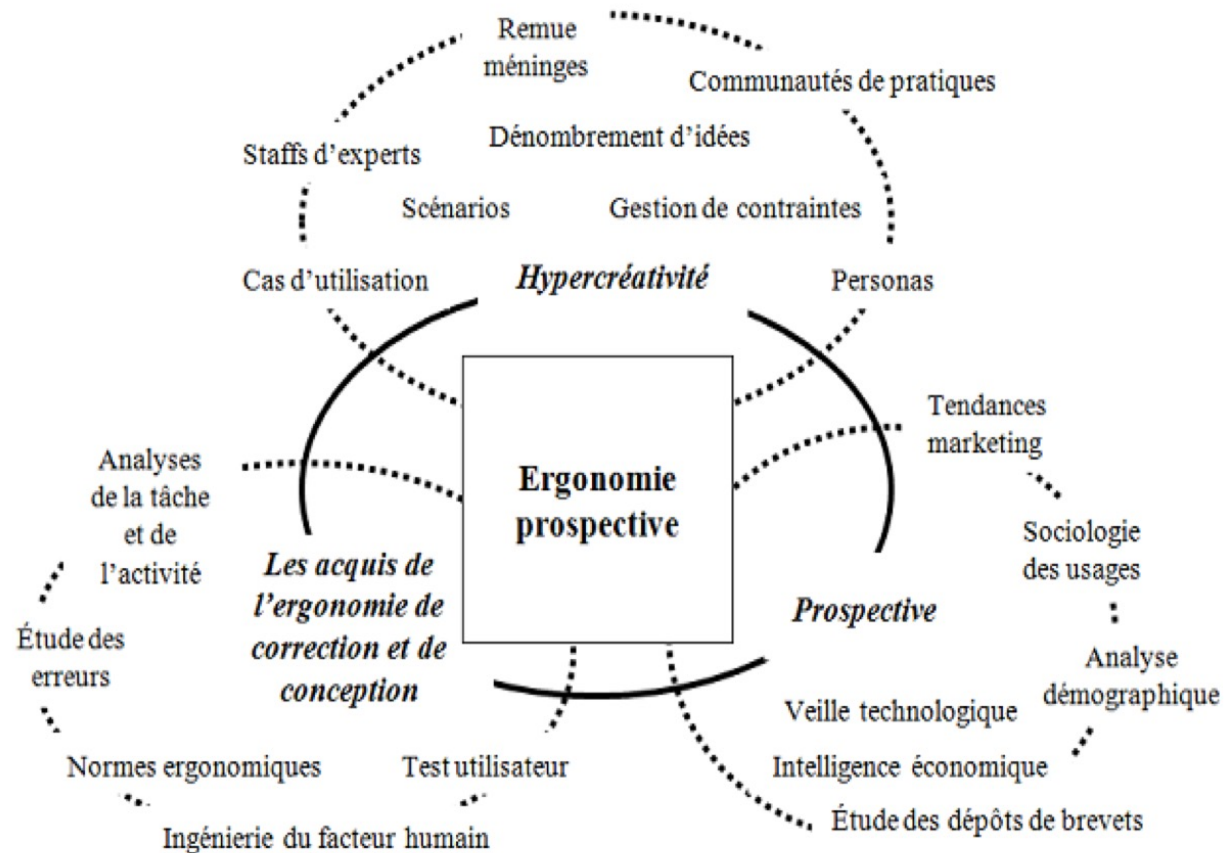 Remue
méninges
Communautés de pratiques
Dénombrement d'idées
Staffs d'experts
Scénarios
Gestion de contraintes
Cas d'utilisation
Hypercréativité
Personas
Tendances
marketing
Ergonomie
prospective
Analyses
de la tâche
et de
l'activité
Sociologie
des usages
Les acquis de
l'ergonomie de
correction et de
conception
Prospective
Étude des
erreurs
Analyse
démographique
Veille technologique
Normes ergonomiques
Test utilisateur
Intelligence économique
Étude des dépôts de brevets
Ingénierie du facteur humain